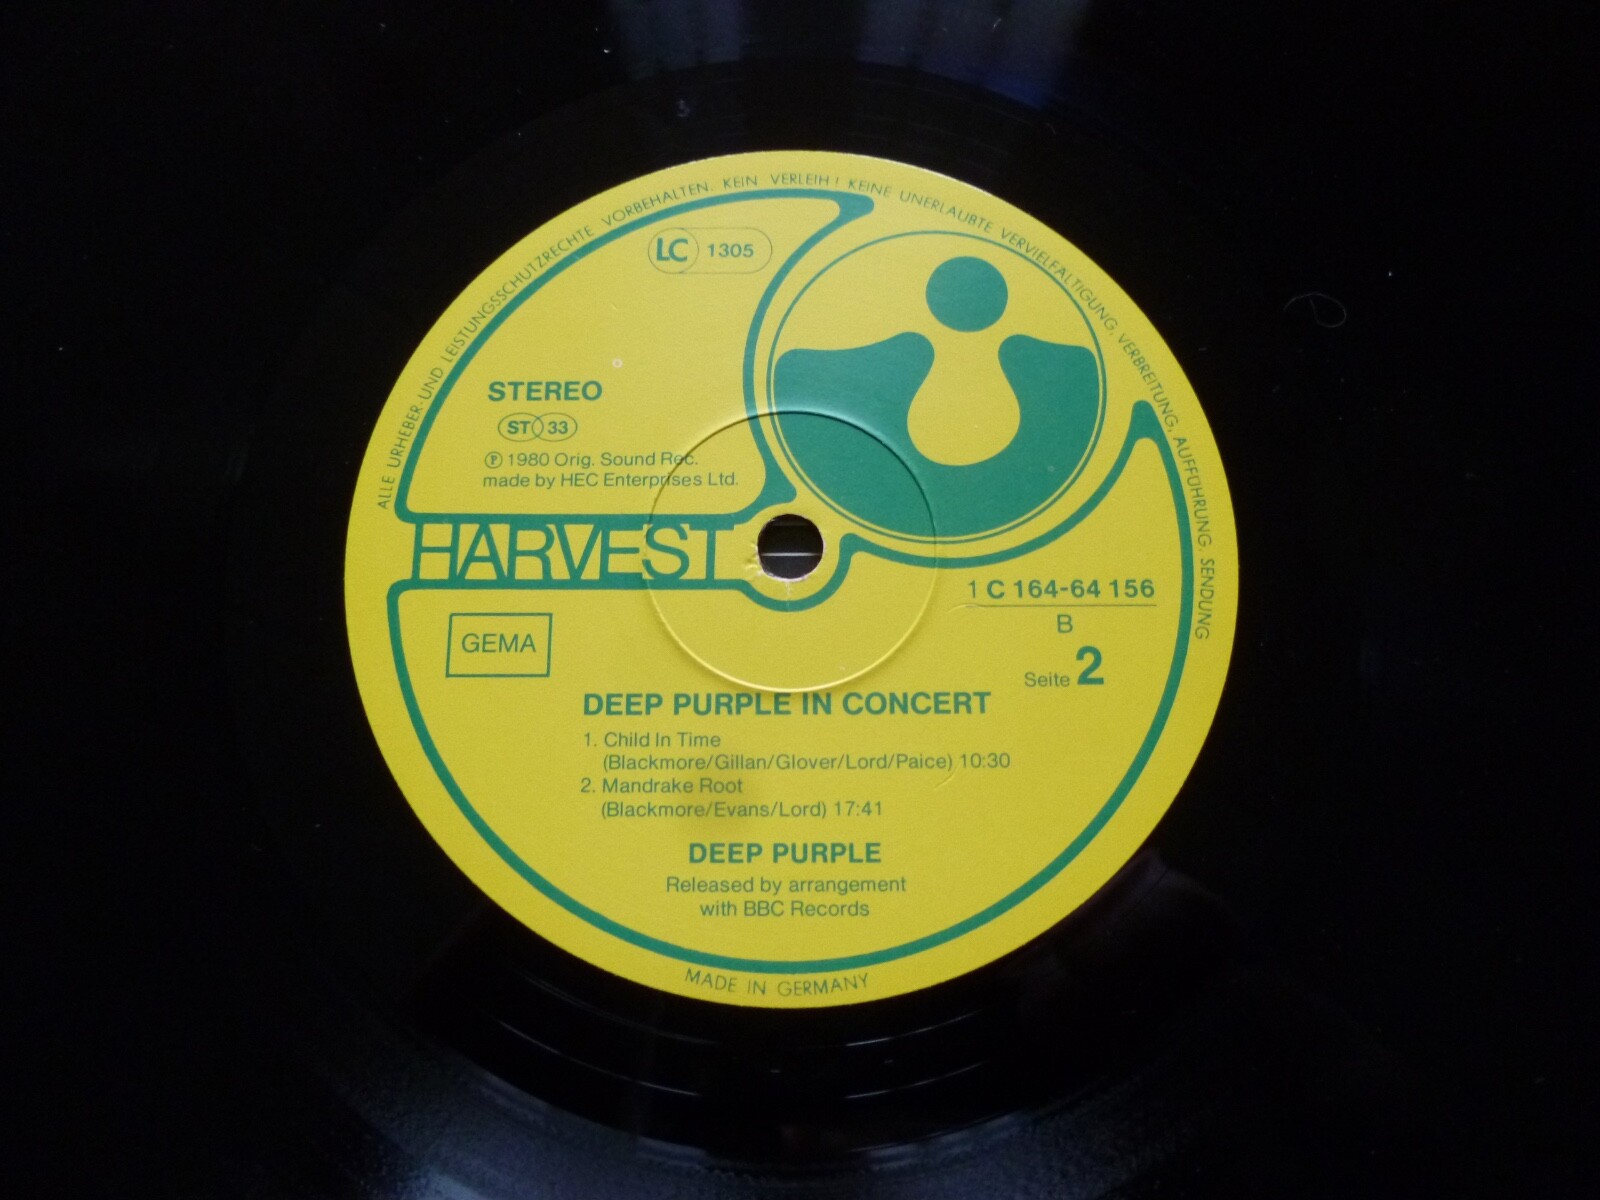 ALLE URHEBER- UND LEISTUNGSSCHUTZRECHTE VORBEHALTEN. KEIN VERLEIH! KEINE UNERLAUBTE VERVIELFÄLTIGUNG, VERBREITUNG, AUFFÜHRUNG, SENDUNG
LC 1305
STEREO
ST 33
Ⓟ 1980 Orig. Sound Rec.
made by HEC Enterprises Ltd.
HARVEST
1 C 164-64 156
B
GEMA
Seite 2
DEEP PURPLE IN CONCERT
1. Child In Time
(Blackmore/Gillan/Glover/Lord/Paice) 10:30
2. Mandrake Root
(Blackmore/Evans/Lord) 17:41
DEEP PURPLE
Released by arrangement
with BBC Records
MADE IN GERMANY